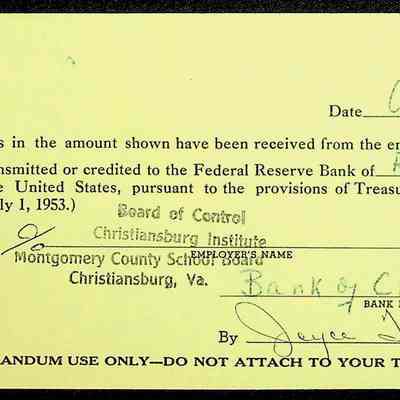 Date
s in the amount shown have been received from the em
nsmitted or credited to the Federal Reserve Bank of
e United States, pursuant to the provisions of Treasu
ly 1, 1953.)
Board of Control
c/o Christiansburg Institute
EMPLOYER'S NAME
Montgomery County School Board
Christiansburg, Va.
Bank of C
BANK
By Joyce
ANDUM USE ONLY—DO NOT ATTACH TO YOUR T